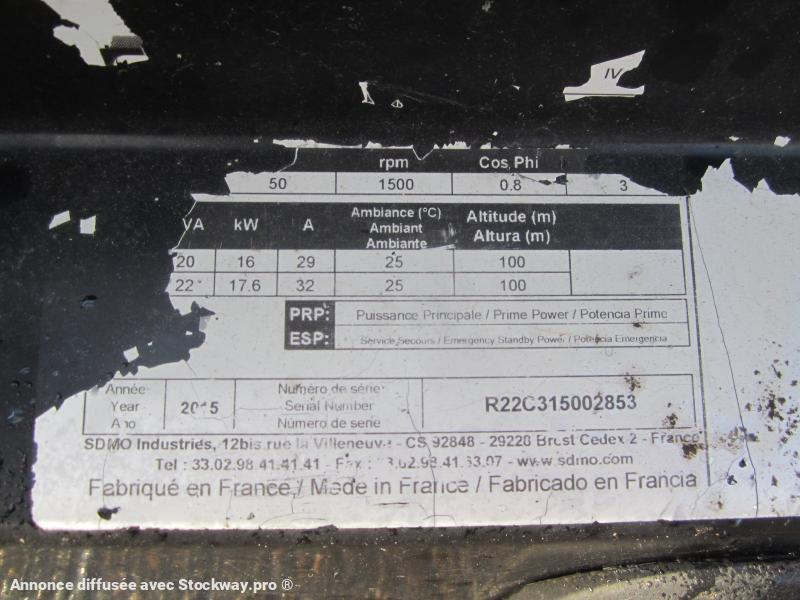 IV
rpm Cos Phi
50 1500 0.8 3
VA kW A Ambiance (°C) Altitude (m)
Ambiant Altura (m)
Ambiante
20 16 29 25 100
22 17.6 32 25 100
PRP: Puissance Principale / Prime Power / Potencia Prime
ESP: Service Secours / Emergency Standby Power / Potencia Emergencia
Année Numéro de série
Year 2015 Serial Number R22C315002853
Ano Número de série
SDMO Industries, 12bis rue la Villeneuve - CS 92848 - 29228 Brest Cedex 2 - France
Tel : 33.02.98.41.41.41 - Fax : 3.02.98.41.63.07 - www.sdmo.com
Fabriqué en France / Made in France / Fabricado en Francia
Annonce diffusée avec Stockway.pro ®